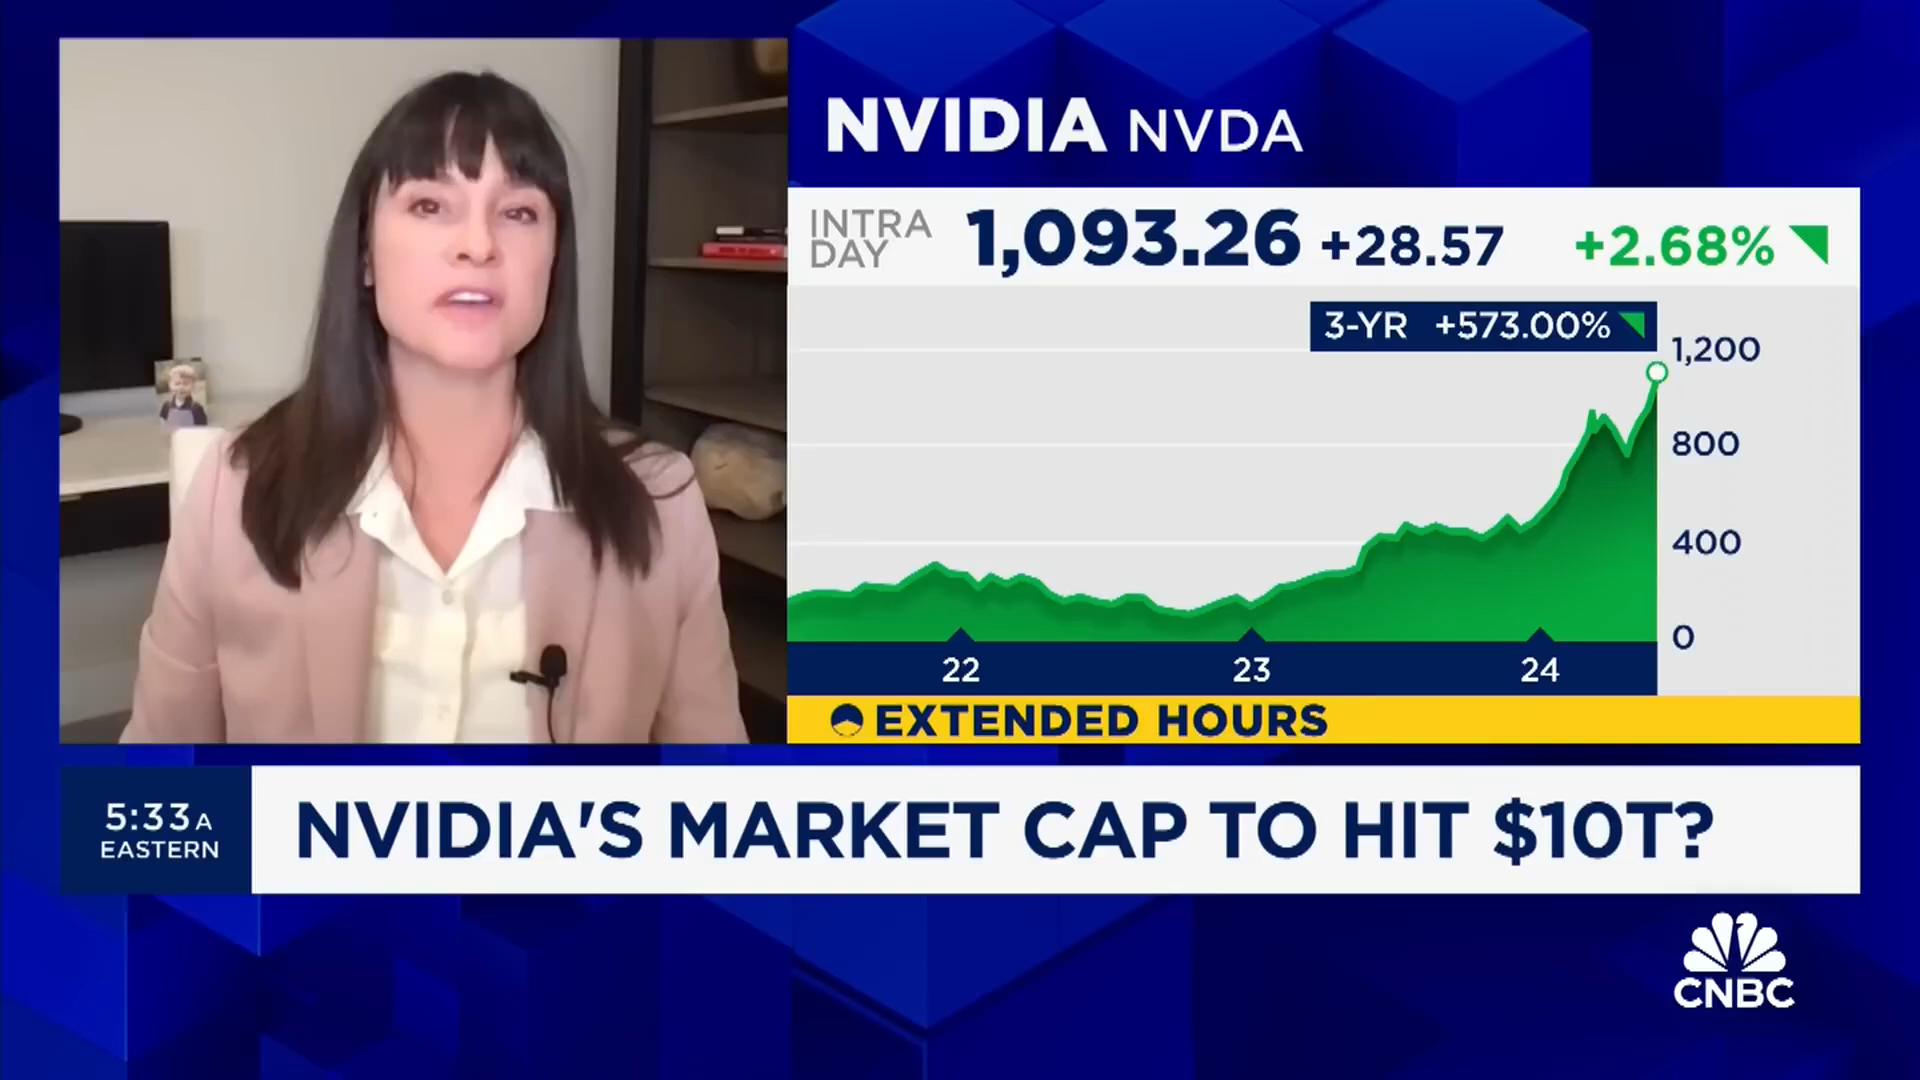 NVIDIA NVDA
INTRA
DAY
1,093.26 +28.57 +2.68%
3-YR +573.00%
1,200
800
400
0
22 23 24
EXTENDED HOURS
5:33A
EASTERN
NVIDIA'S MARKET CAP TO HIT $10T?
CNBC